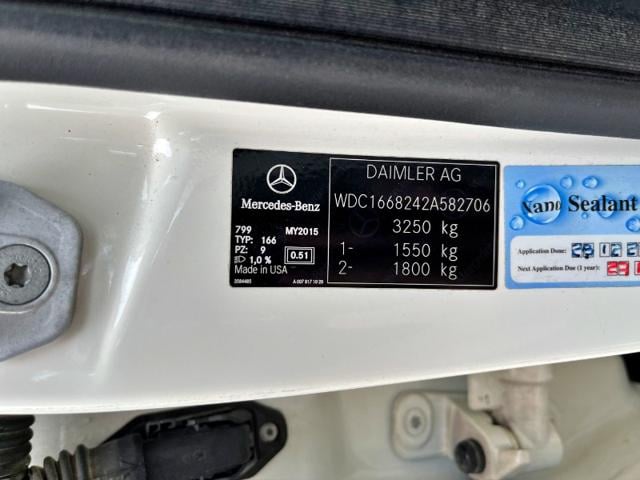 DAIMLER AG
Mercedes-Benz
WDC1668242A582706
799 MY2015
TYP: 166
PZ: 9
1,0 % 0.51
Made in USA
3250 kg
1- 1550 kg
2- 1800 kg
Nano Sealant
Application Done:
Next Application Due (1 year):